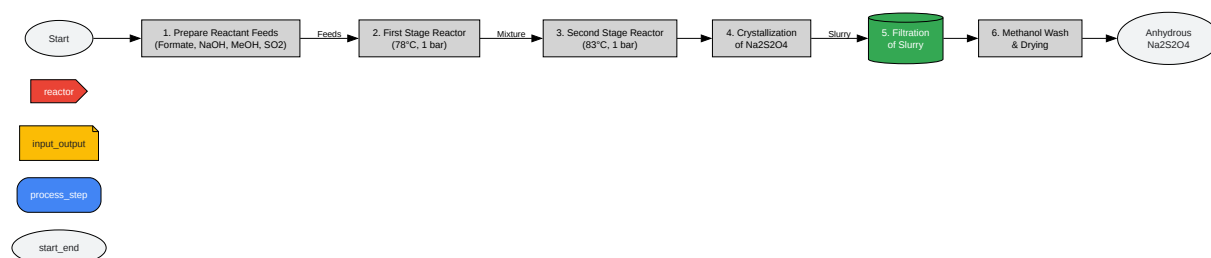 Start
1. Prepare Reactant Feeds
(Formate, NaOH, MeOH, SO2)
Feeds
2. First Stage Reactor
(78°C, 1 bar)
Mixture
3. Second Stage Reactor
(83°C, 1 bar)
4. Crystallization
of Na2S2O4
Slurry
5. Filtration
of Slurry
6. Methanol Wash
& Drying
Anhydrous
Na2S2O4
reactor
input_output
process_step
start_end